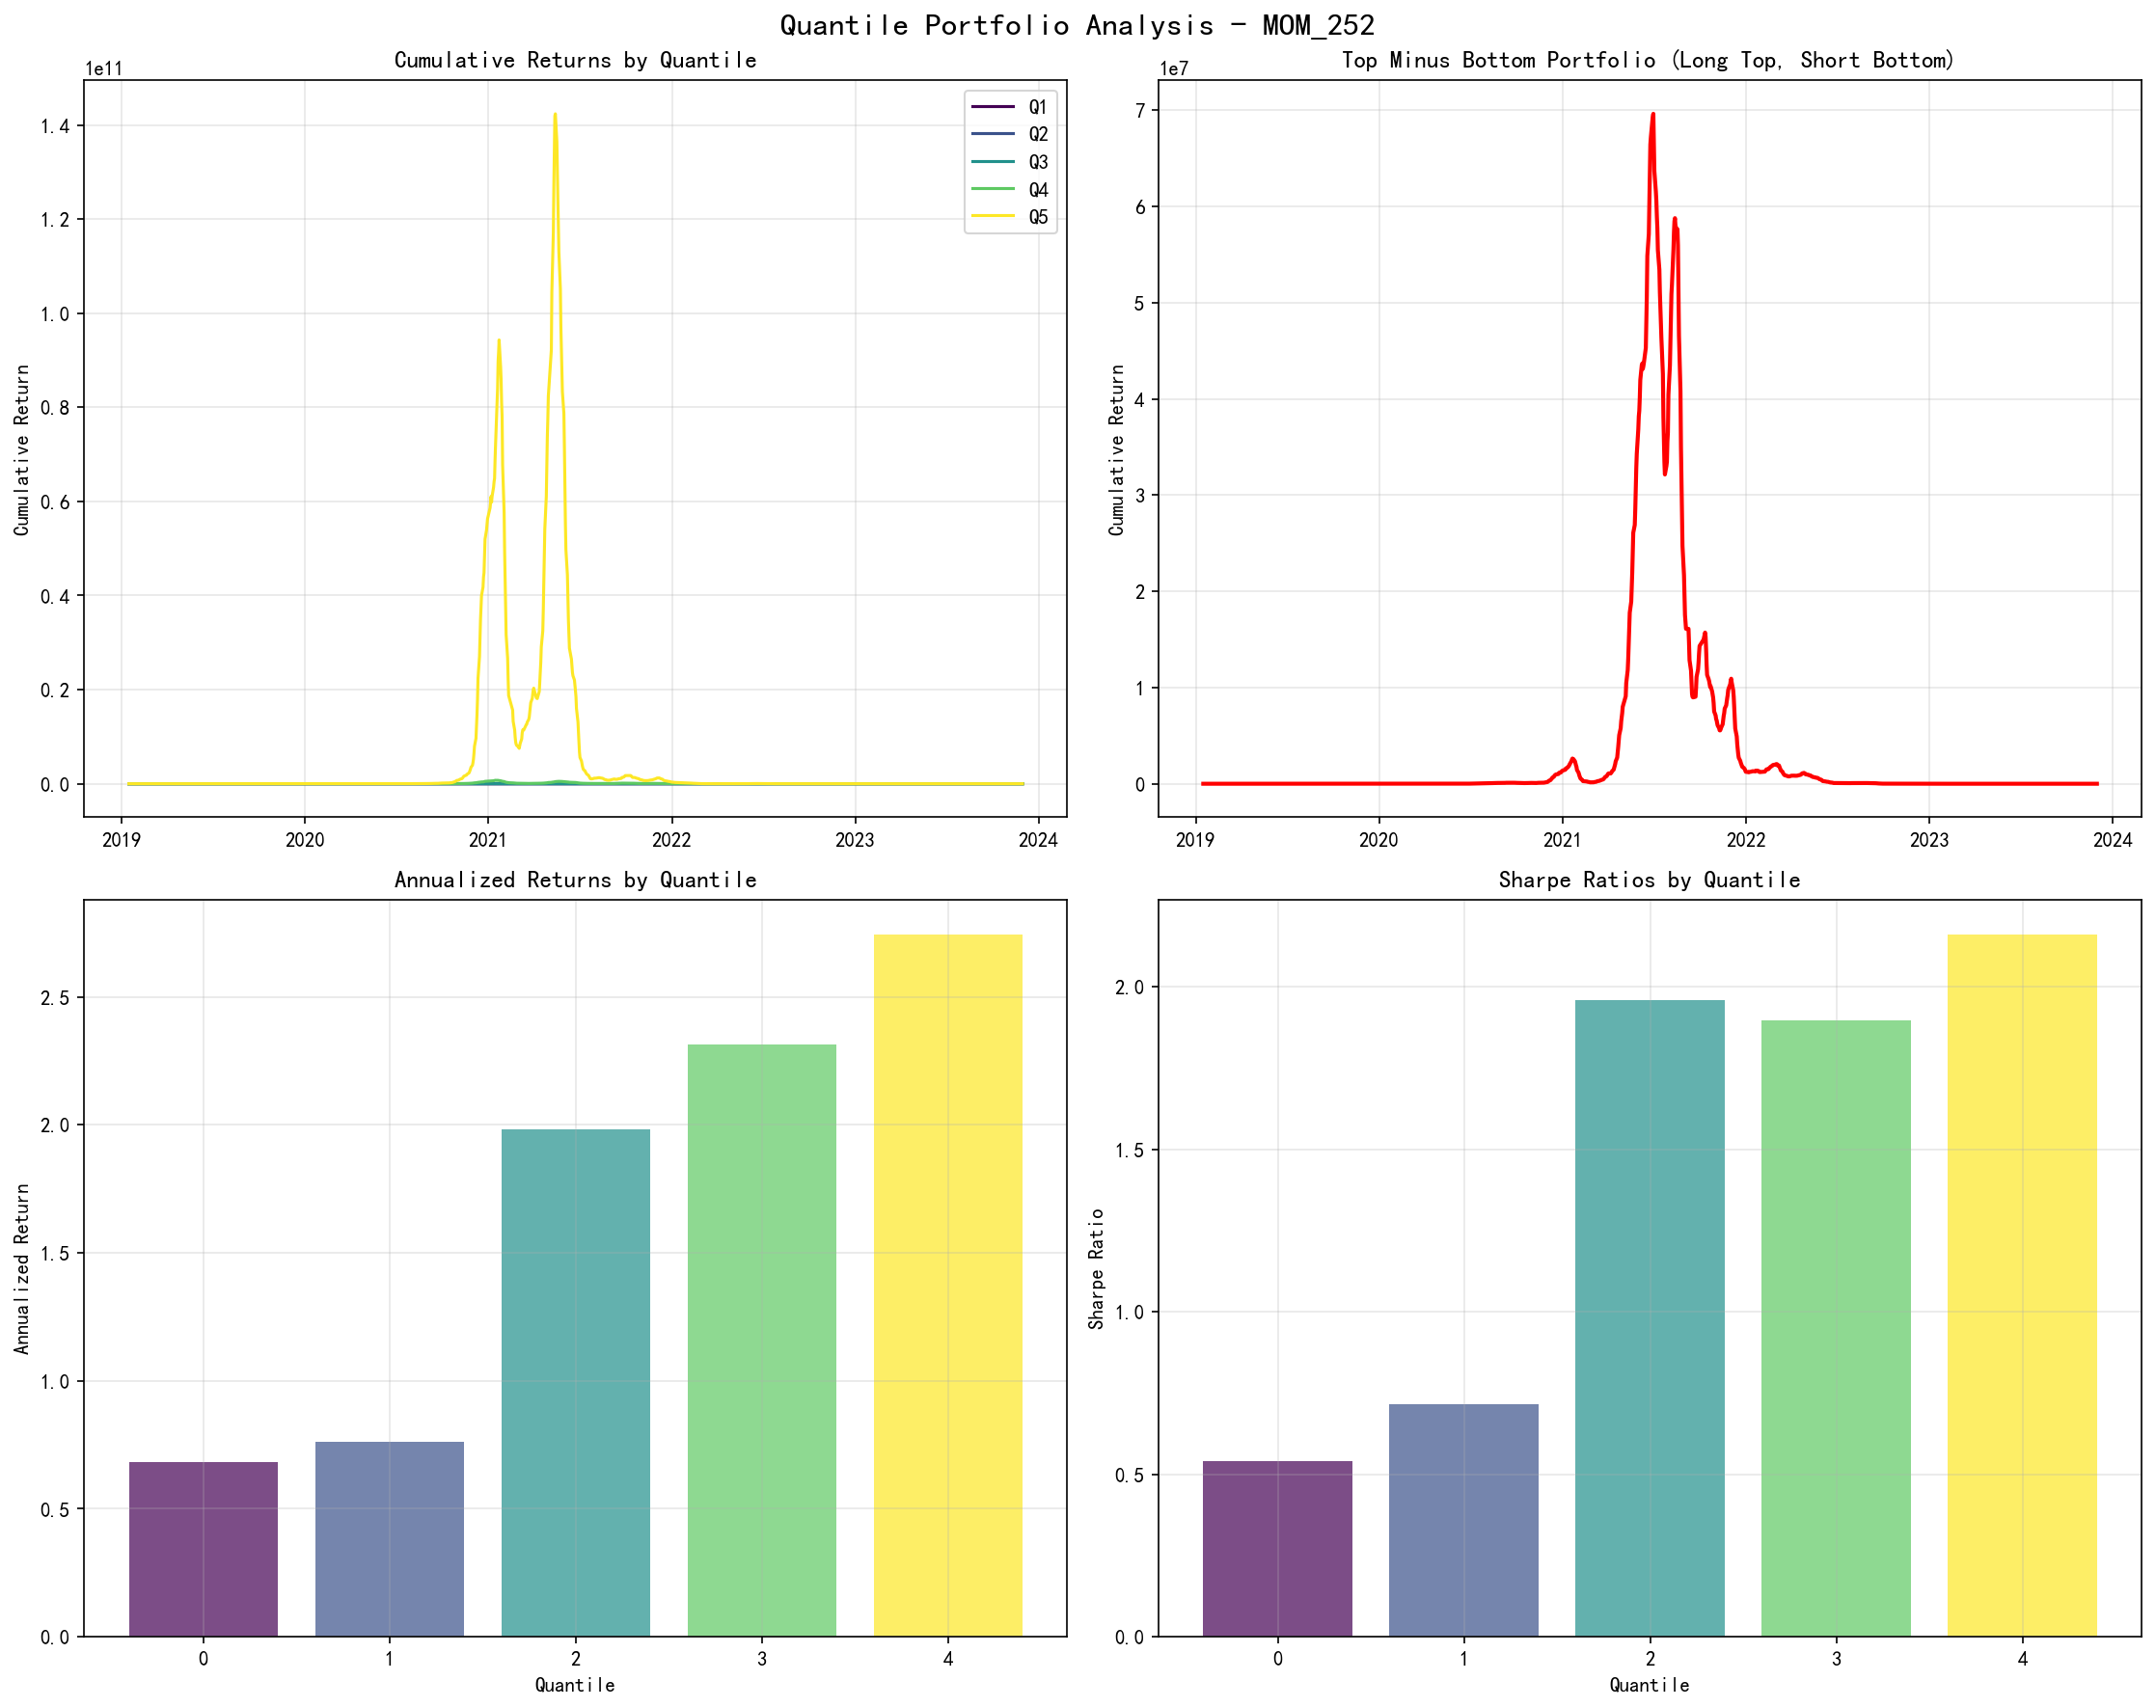 Quantile Portfolio Analysis - MOM_252
Cumulative Returns by Quantile
1e11
Cumulative Return
1.4
1.2
1.0
0.8
0.6
0.4
0.2
0.0
2019 2020 2021 2022 2023 2024
Q1
Q2
Q3
Q4
Q5
Top Minus Bottom Portfolio (Long Top, Short Bottom)
1e7
Cumulative Return
7
6
5
4
3
2
1
0
2019 2020 2021 2022 2023 2024
Annualized Returns by Quantile
Annualized Return
2.5
2.0
1.5
1.0
0.5
0.0
0 1 2 3 4
Quantile
Sharpe Ratios by Quantile
Sharpe Ratio
2.0
1.5
1.0
0.5
0.0
0 1 2 3 4
Quantile